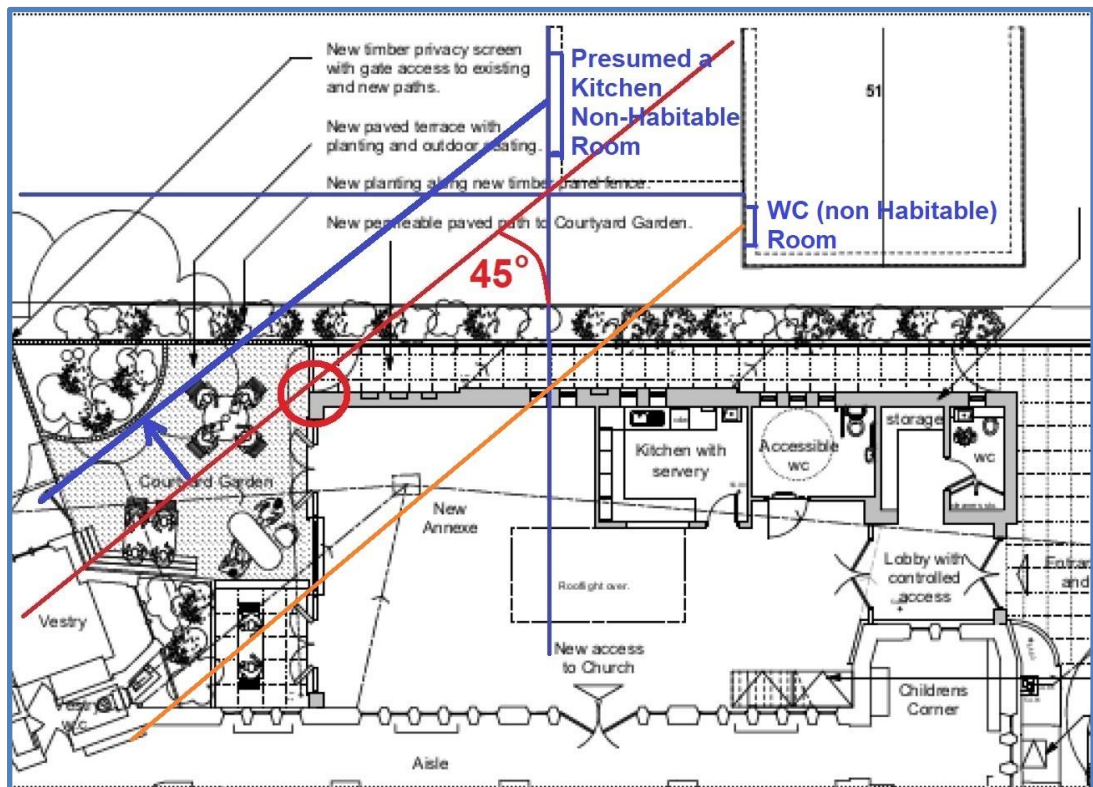 New timber privacy screen
with gate access to existing
and new paths.
Presumed a
Kitchen
Non-Habitable
Room
51
New paved terrace with
planting and outdoor seating.
New planting along new timber panel fence.
New permeable paved path to Courtyard Garden.
WC (non Habitable)
Room
45°
storage
Kitchen with
servery
Accessible
wc
wc
Courtyard Garden
New
Annexe
Rooflight over.
Lobby with
controlled
access
and
Vestry
New access
to Church
Childrens
Corner
Vestry
w.c.
Aisle